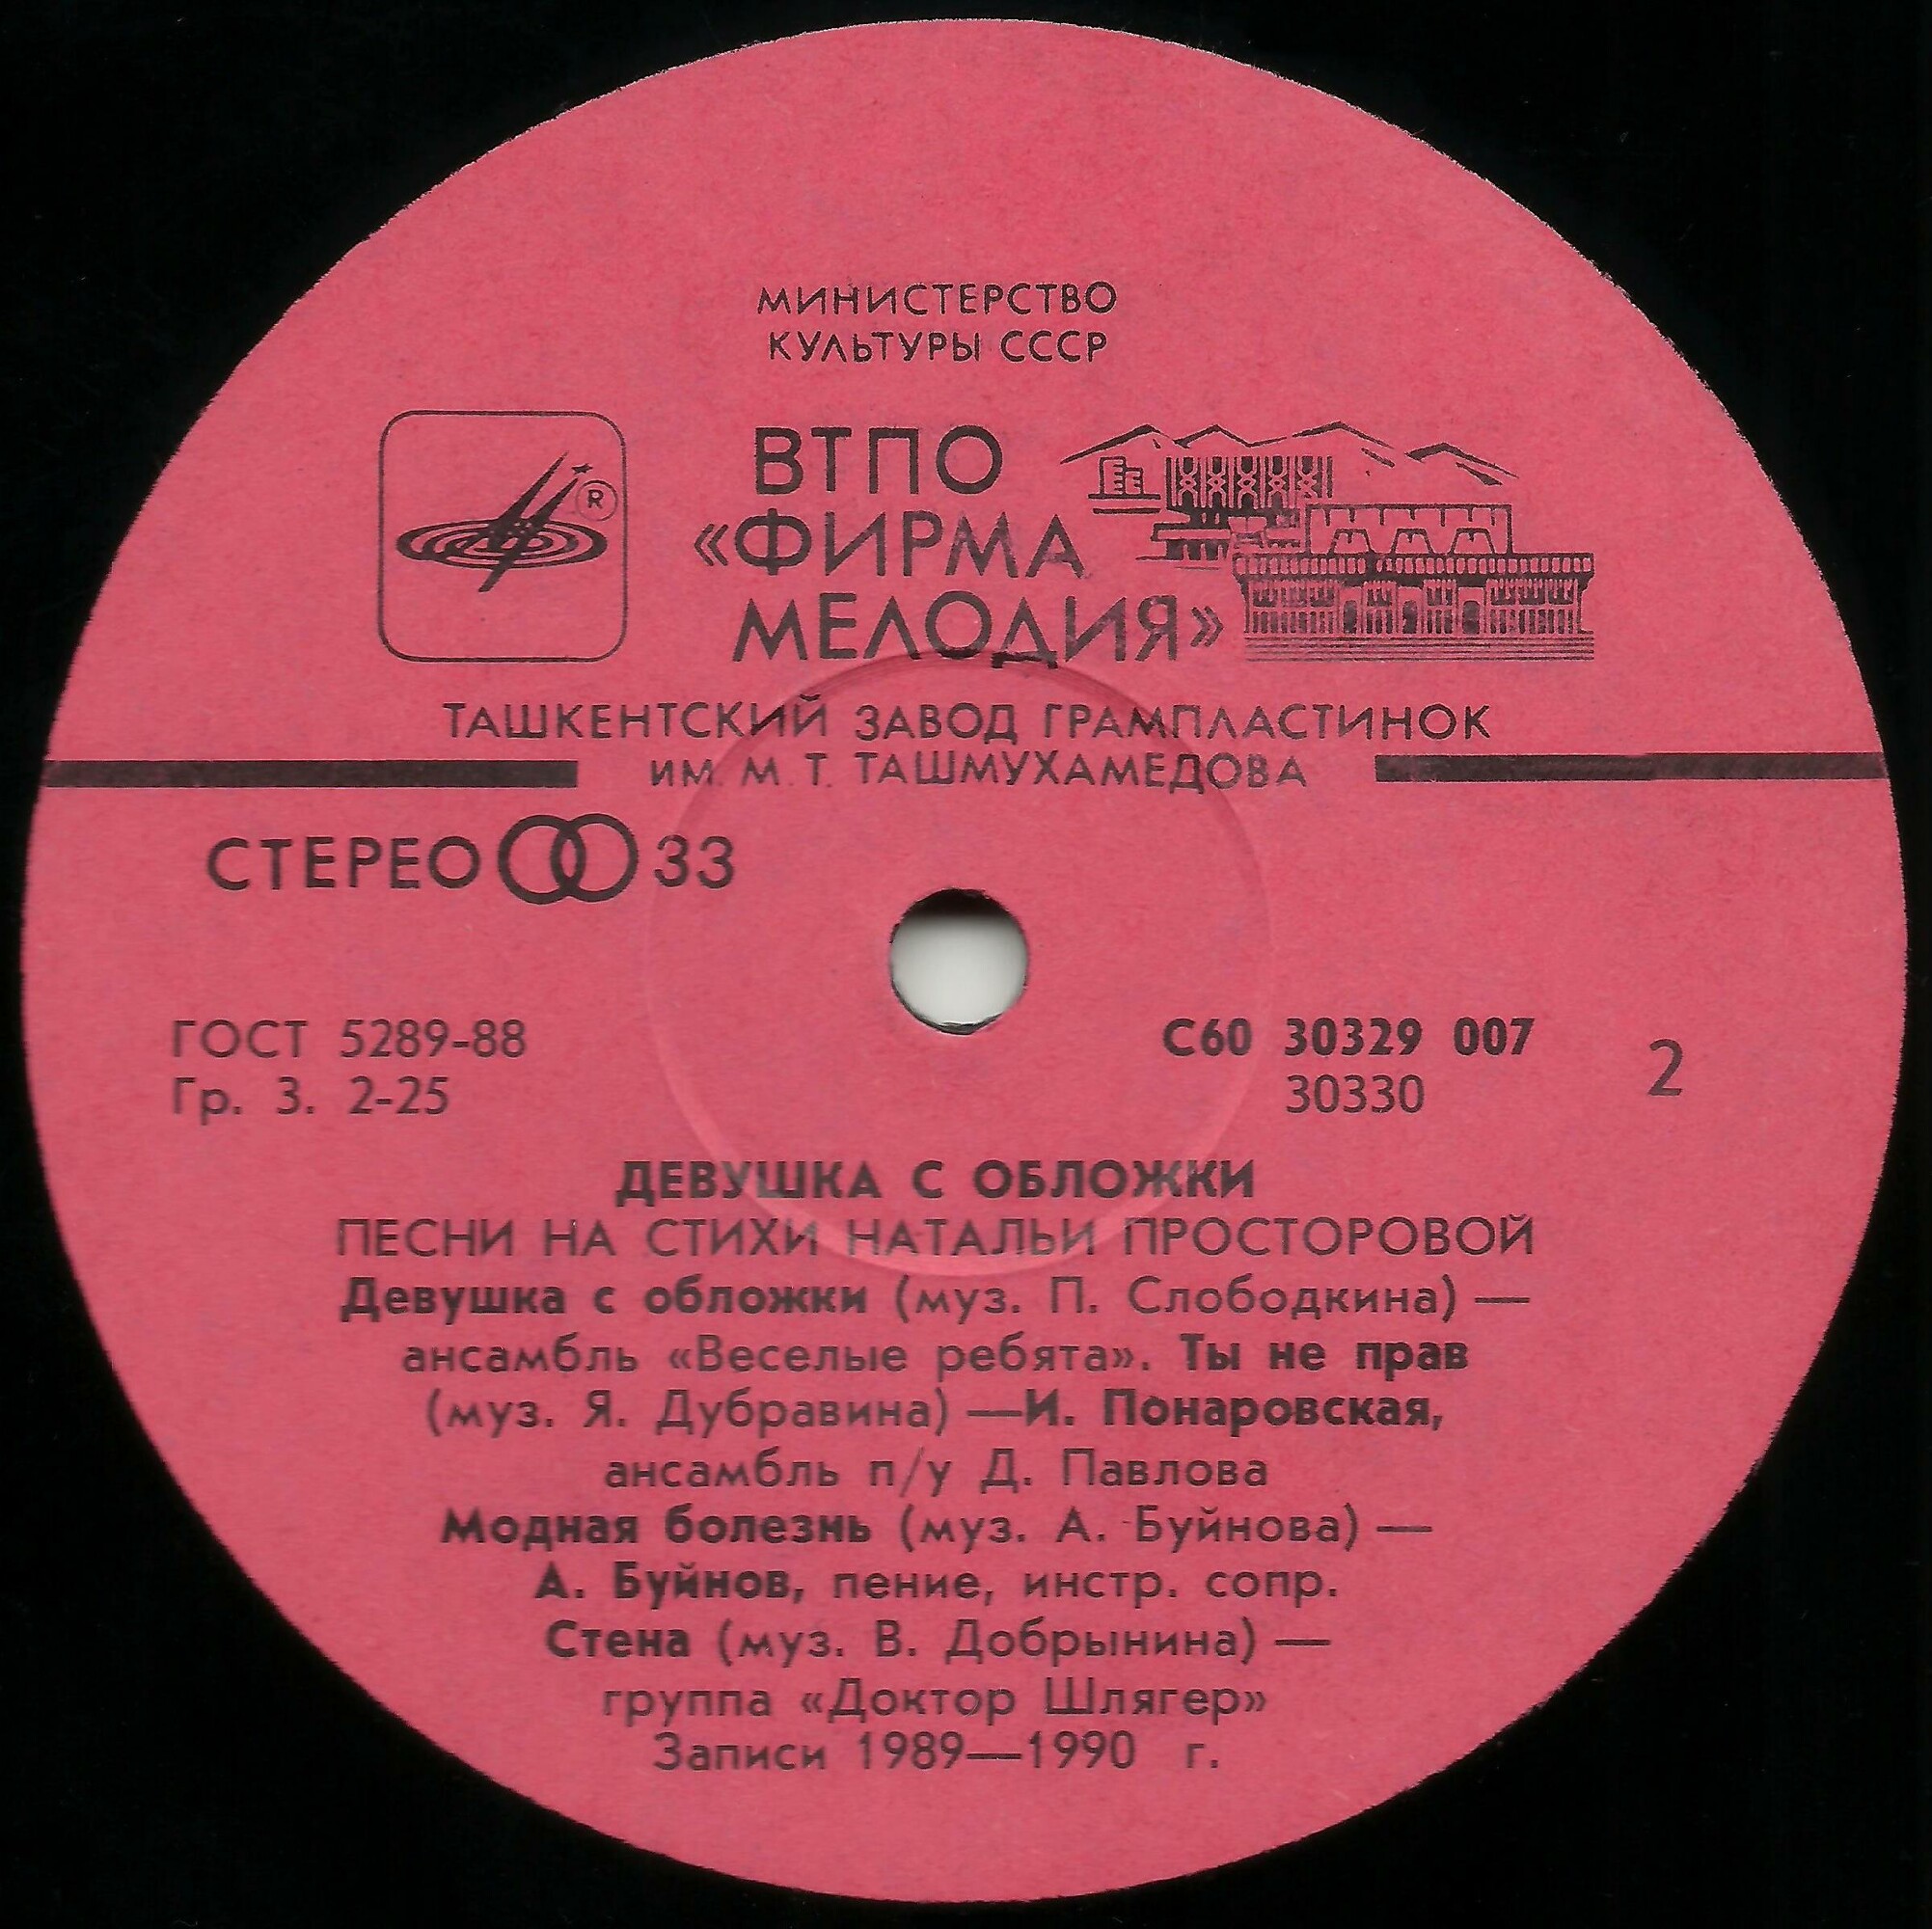 МИНИСТЕРСТВО
КУЛЬТУРЫ СССР
ВТПО
«ФИРМА
МЕЛОДИЯ»
R
ТАШКЕНТСКИЙ ЗАВОД ГРАМПЛАСТИНОК
ИМ. М. Т. ТАШМУХАМЕДОВА
СТЕРЕО 33
ГОСТ 5289-88
Гр. 3. 2-25
С60 30329 007
30330
2
ДЕВУШКА С ОБЛОЖКИ
ПЕСНИ НА СТИХИ НАТАЛЬИ ПРОСТОРОВОЙ
Девушка с обложки (муз. П. Слободкина) —
ансамбль «Веселые ребята». Ты не прав
(муз. Я. Дубравина) —И. Понаровская,
ансамбль п/у Д. Павлова
Модная болезнь (муз. А. Буйнова) —
А. Буйнов, пение, инстр. сопр.
Стена (муз. В. Добрынина) —
группа «Доктор Шлягер»
Записи 1989—1990 г.